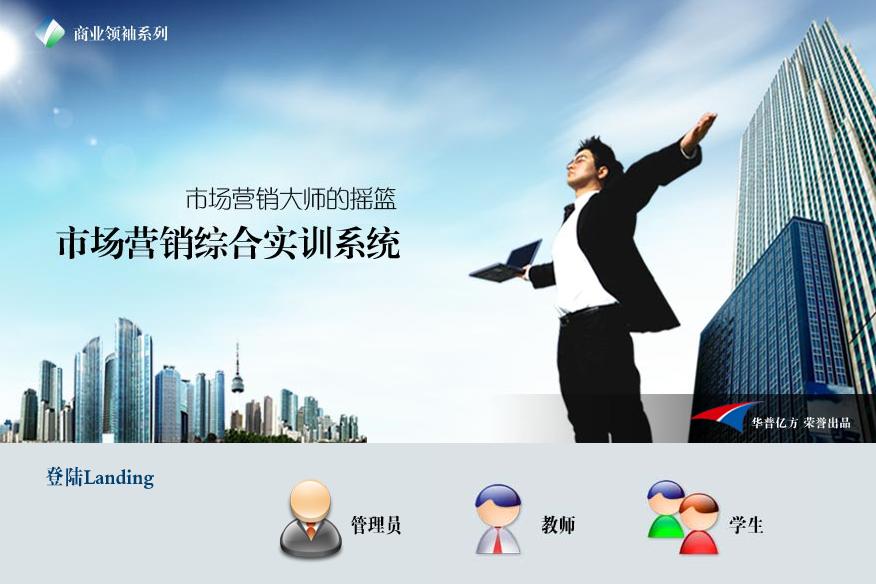 商业领袖系列
市场营销大师的摇篮
市场营销综合实训系统
华普亿方 荣誉出品
登陆Landing
管理员
教师
学生